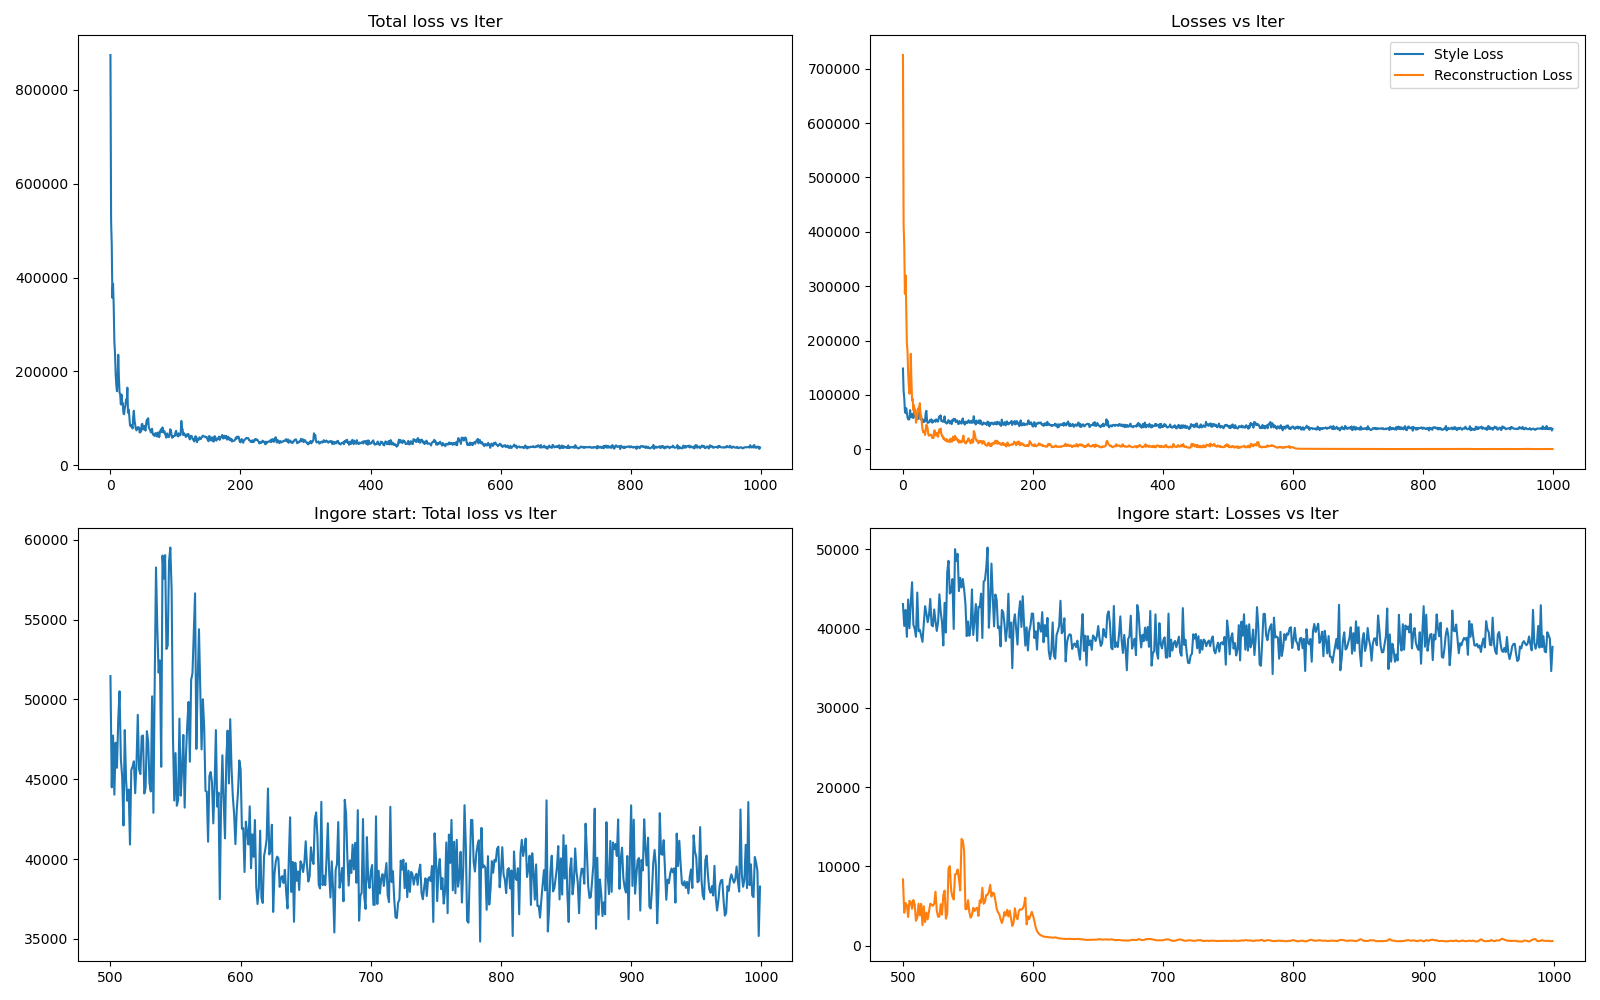 Total loss vs Iter
800000
600000
400000
200000
0
0 200 400 600 800 1000
Losses vs Iter
Style Loss
Reconstruction Loss
700000
600000
500000
400000
300000
200000
100000
0
0 200 400 600 800 1000
Ingore start: Total loss vs Iter
60000
55000
50000
45000
40000
35000
500 600 700 800 900 1000
Ingore start: Losses vs Iter
50000
40000
30000
20000
10000
0
500 600 700 800 900 1000